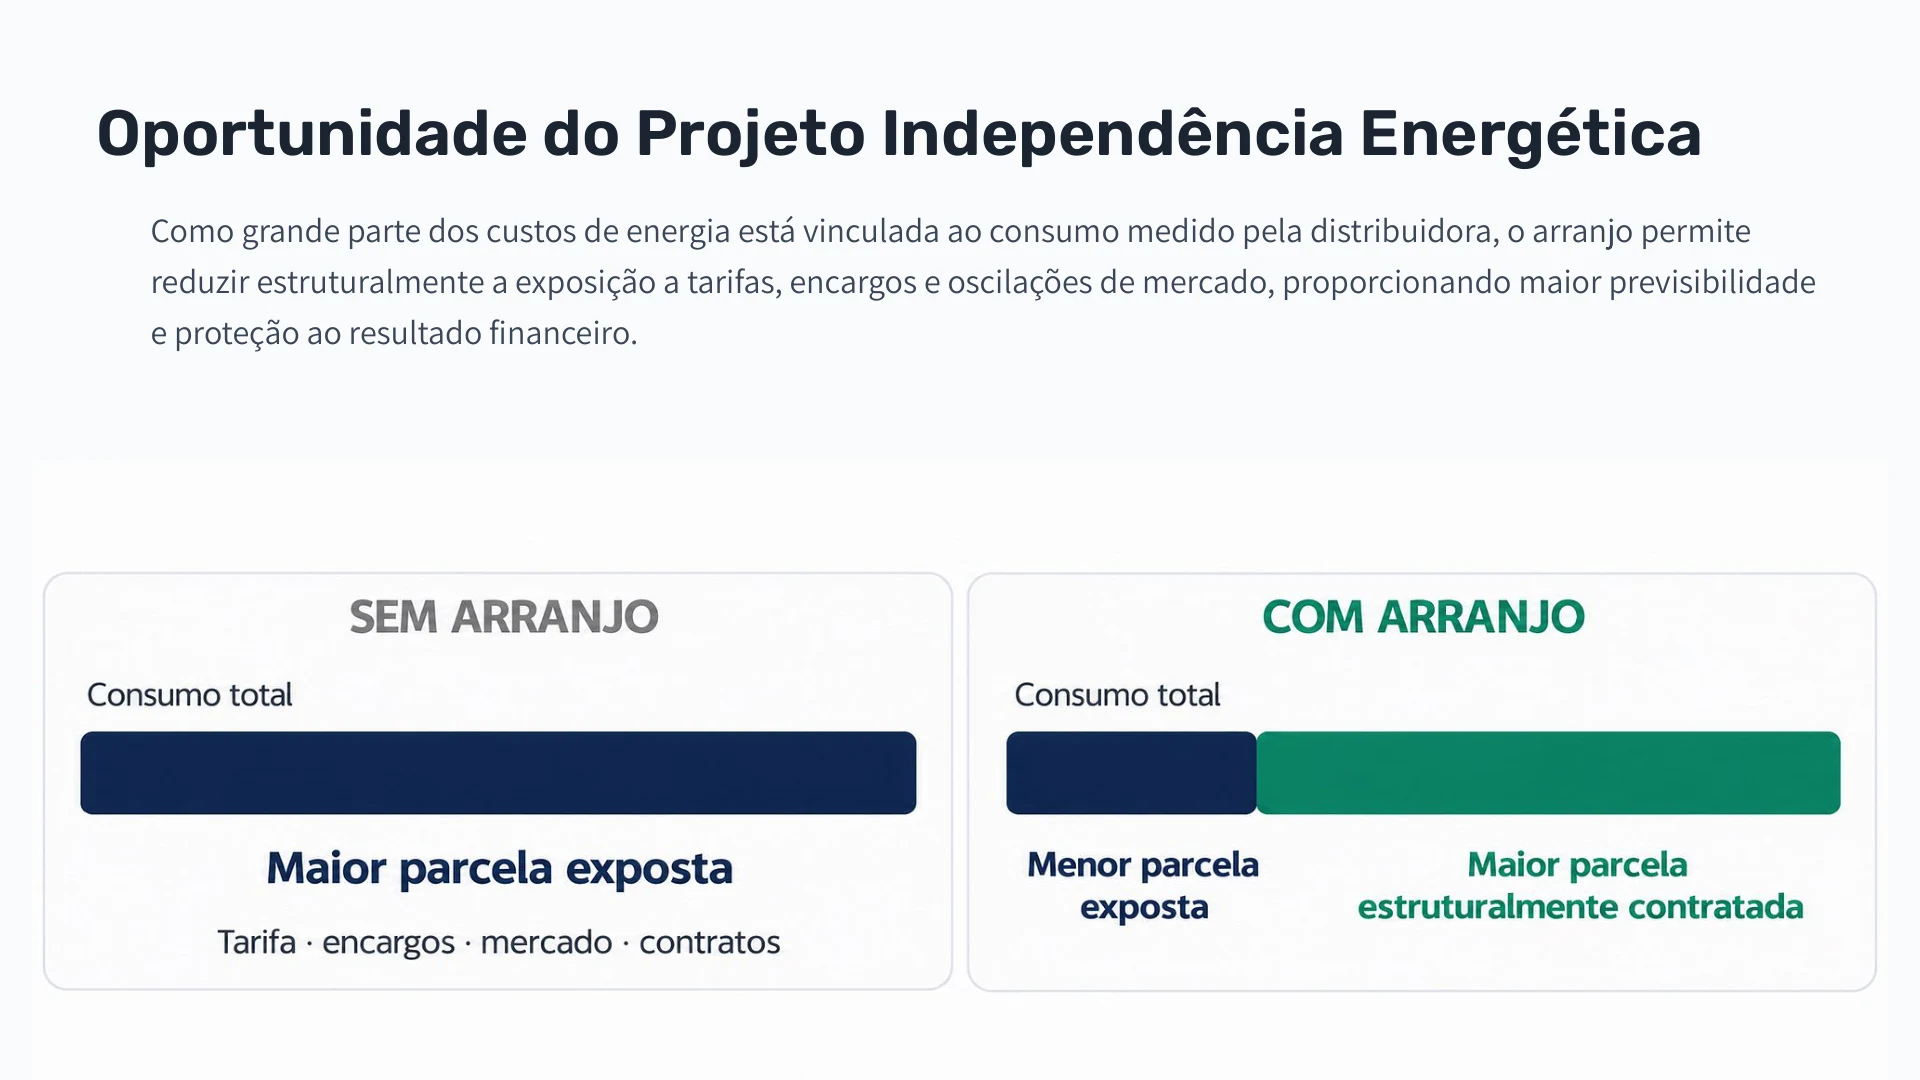 Oportunidade do Projeto Independência Energética
Como grande parte dos custos de energia está vinculada ao consumo medido pela distribuidora, o arranjo permite
reduzir estruturalmente a exposição a tarifas, encargos e oscilações de mercado, proporcionando maior previsibilidade
e proteção ao resultado financeiro.
SEM ARRANJO
Consumo total
Maior parcela exposta
Tarifa · encargos · mercado · contratos
COM ARRANJO
Consumo total
Menor parcela
exposta
Maior parcela
estruturalmente contratada